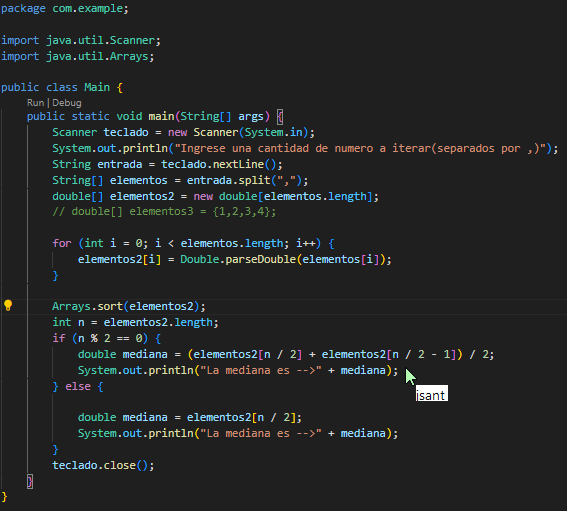 package com.example;
import java.util.Scanner;
import java.util.Arrays;
public class Main {
Run | Debug
public static void main(String[] args) {
Scanner teclado = new Scanner(System.in);
System.out.println("Ingrese una cantidad de numero a iterar(separados por ,)");
String entrada = teclado.nextLine();
String[] elementos = entrada.split(",");
double[] elementos2 = new double[elementos.length];
// double[] elementos3 = {1,2,3,4};
for (int i = 0; i < elementos.length; i++) {
elementos2[i] = Double.parseDouble(elementos[i]);
}
Arrays.sort(elementos2);
int n = elementos2.length;
if (n % 2 == 0) {
double mediana = (elementos2[n / 2] + elementos2[n / 2 - 1]) / 2;
System.out.println("La mediana es -->" + mediana);
jsant
} else {
double mediana = elementos2[n / 2];
System.out.println("La mediana es -->" + mediana);
}
teclado.close();
}
}